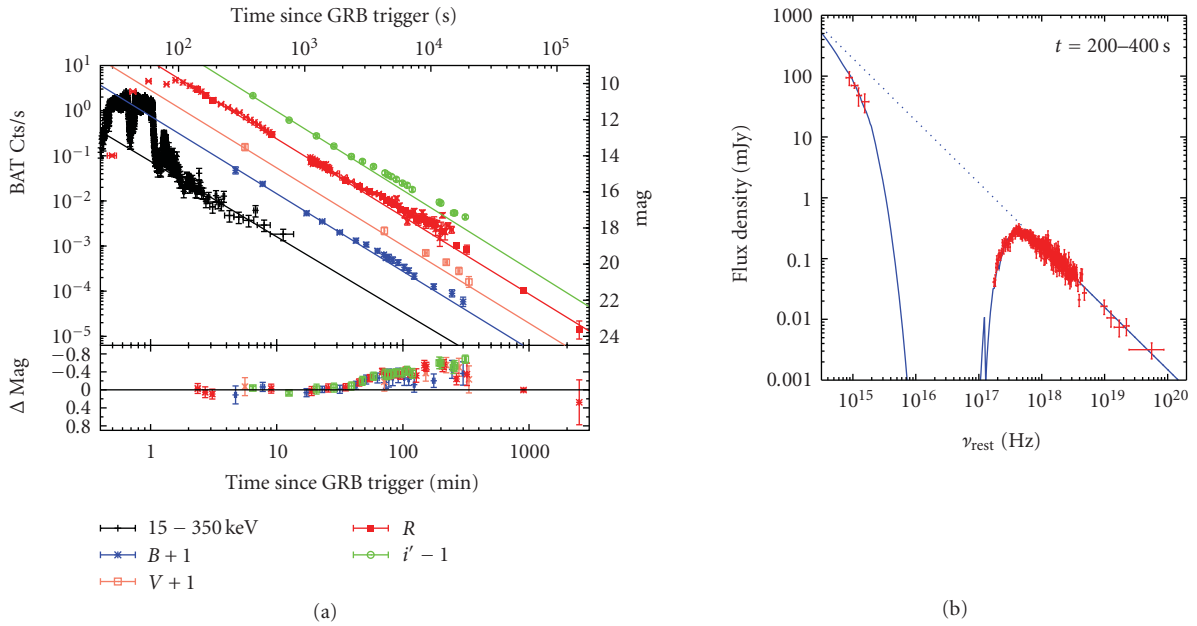 Time since GRB trigger (s)
10² 10³ 10⁴ 10⁵
BAT Cts/s
10¹
10⁰
10⁻¹
10⁻²
10⁻³
10⁻⁴
10⁻⁵
mag
10
12
14
16
18
20
22
24
Δ Mag
−0.8
−0.4
0
0.4
0.8
1 10 100 1000
Time since GRB trigger (min)
15 − 350 keV
B + 1
V + 1
R
i′ − 1
(a)
t = 200–400 s
Flux density (mJy)
1000
100
10
1
0.1
0.01
0.001
10¹⁵ 10¹⁶ 10¹⁷ 10¹⁸ 10¹⁹ 10²⁰
νrest (Hz)
(b)